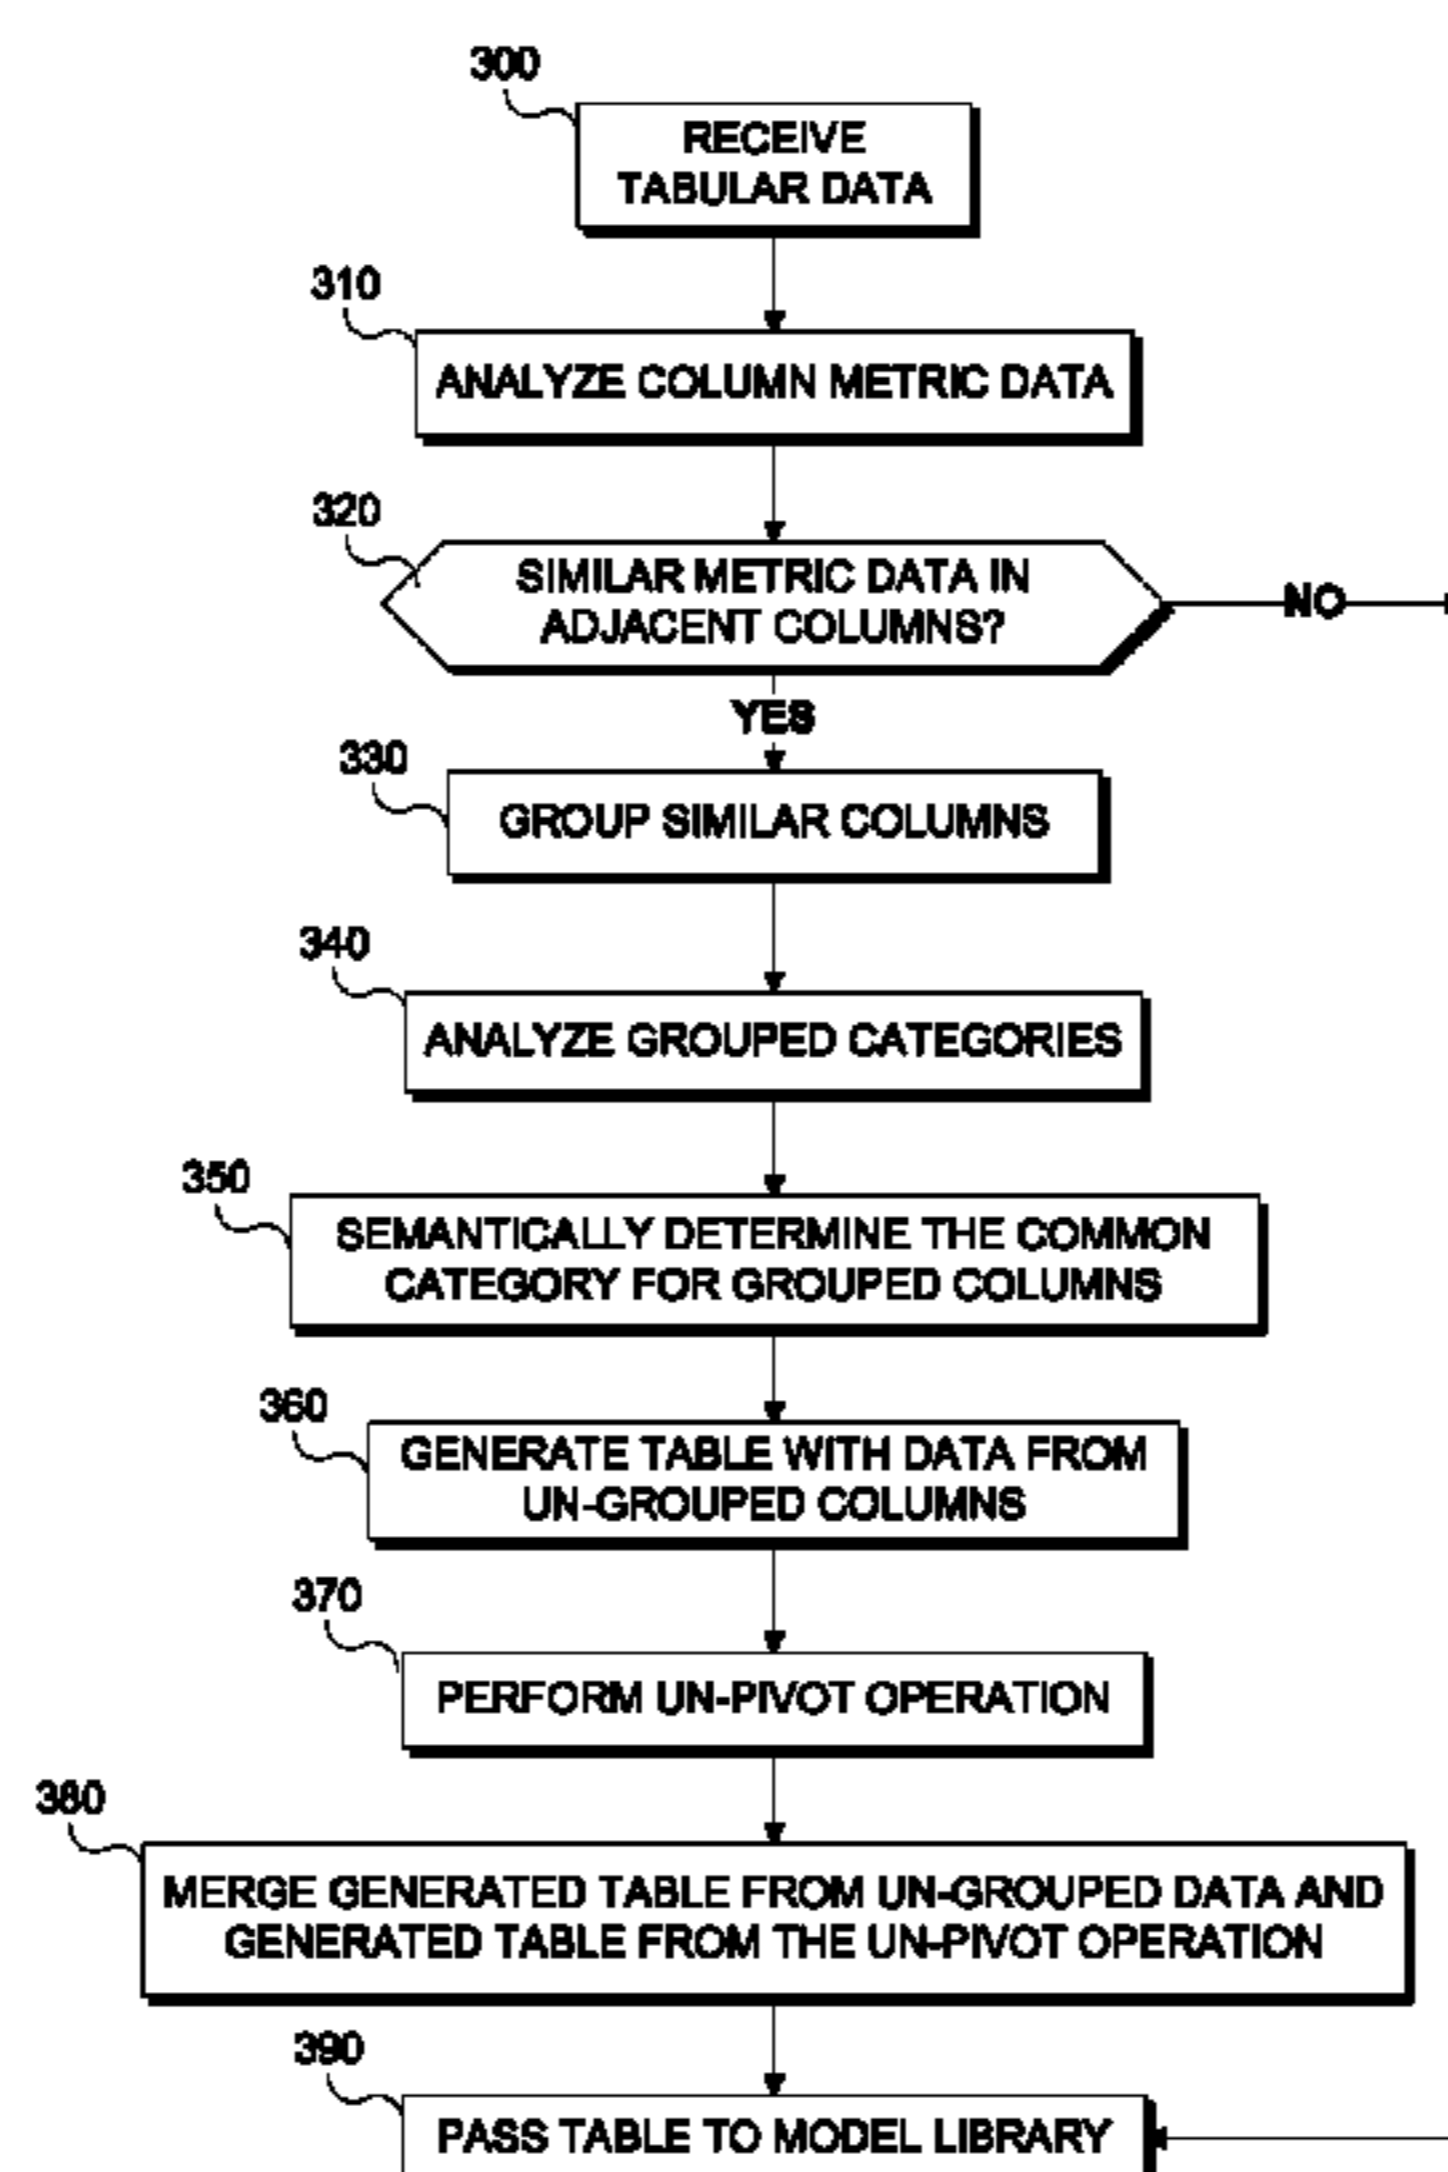 300
RECEIVE
TABULAR DATA
310
ANALYZE COLUMN METRIC DATA
320
SIMILAR METRIC DATA IN
ADJACENT COLUMNS?
NO
YES
330
GROUP SIMILAR COLUMNS
340
ANALYZE GROUPED CATEGORIES
350
SEMANTICALLY DETERMINE THE COMMON
CATEGORY FOR GROUPED COLUMNS
360
GENERATE TABLE WITH DATA FROM
UN-GROUPED COLUMNS
370
PERFORM UN-PIVOT OPERATION
380
MERGE GENERATED TABLE FROM UN-GROUPED DATA AND
GENERATED TABLE FROM THE UN-PIVOT OPERATION
390
PASS TABLE TO MODEL LIBRARY